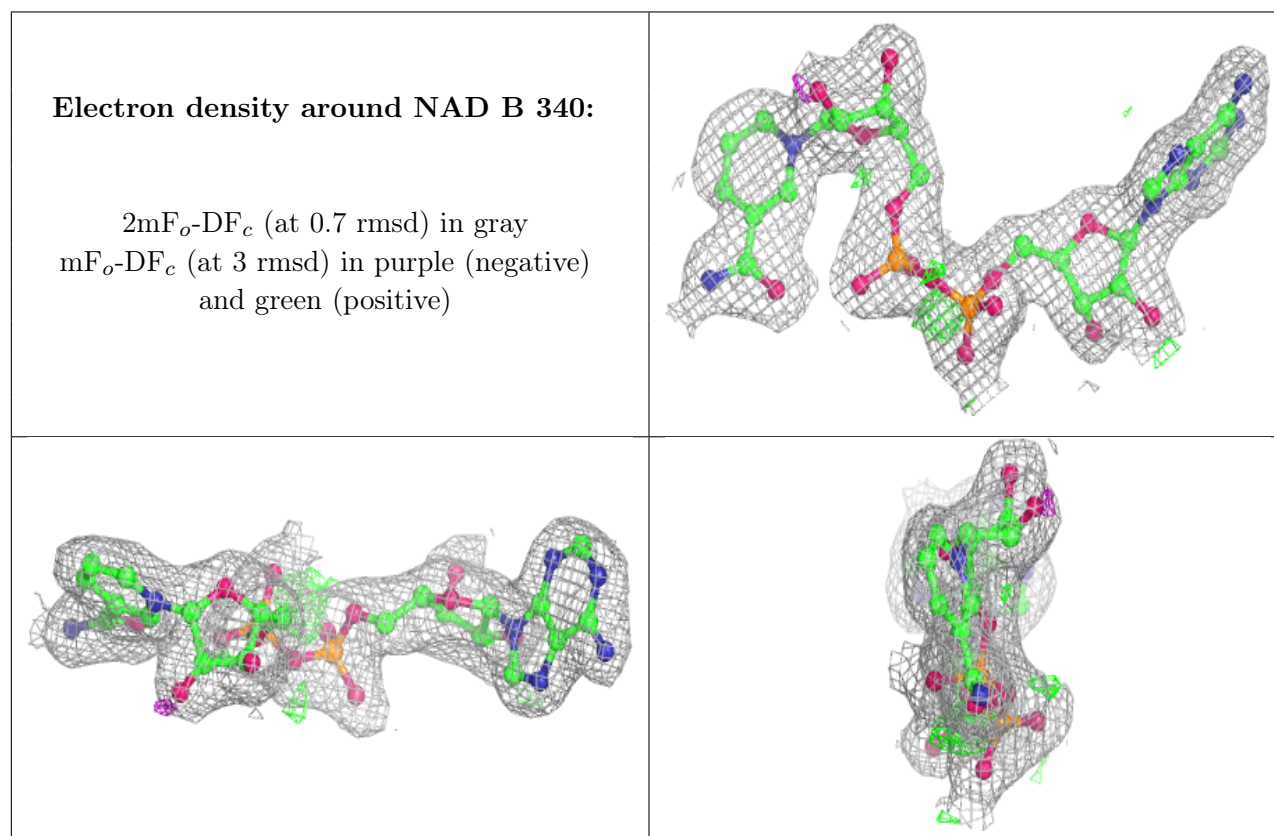 Electron density around NAD B 340:
2mFₒ-DF𝒸 (at 0.7 rmsd) in gray
mFₒ-DF𝒸 (at 3 rmsd) in purple (negative)
and green (positive)